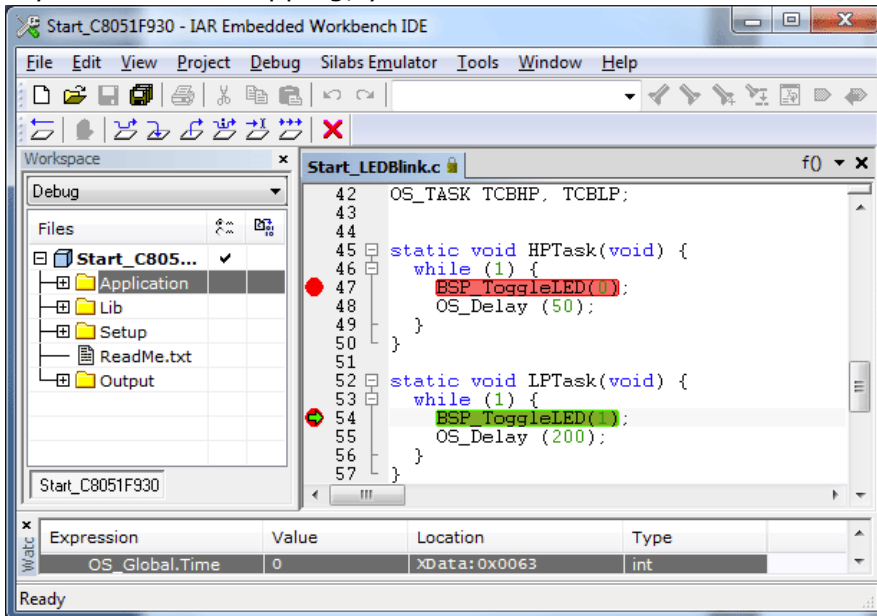 Start_C8051F930 - IAR Embedded Workbench IDE
File Edit View Project Debug Silabs Emulator Tools Window Help
Workspace
Start_LEDBlink.c
f()
Debug
Files
Start_C805...
Application
Lib
Setup
ReadMe.txt
Output
Start_C8051F930
42 OS_TASK TCBHP, TCBLP;
43
44
45 static void HPTask(void) {
46 while (1) {
47 BSP_ToggleLED(0);
48 OS_Delay (50);
49 }
50 }
51
52 static void LPTask(void) {
53 while (1) {
54 BSP_ToggleLED(1);
55 OS_Delay (200);
56 }
57 }
Watc
Expression Value Location Type
OS_Global.Time 0 XData:0x0063 int
Ready